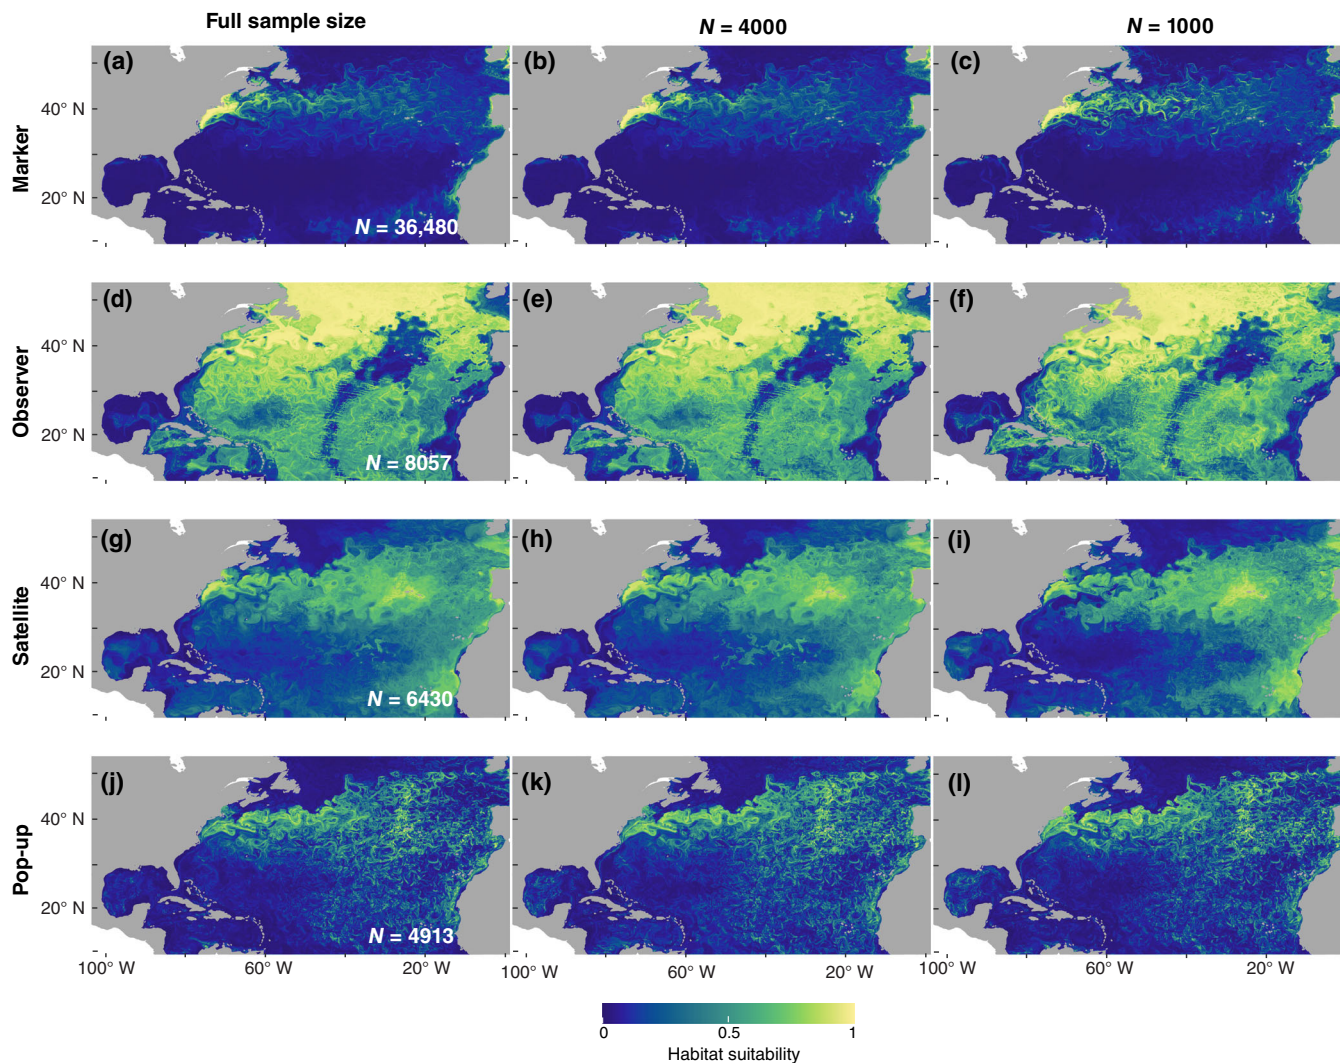 Full sample size
N = 4000
N = 1000
Marker
(a)
(b)
(c)
40° N
20° N
N = 36,480
Observer
(d)
(e)
(f)
40° N
20° N
N = 8057
Satellite
(g)
(h)
(i)
40° N
20° N
N = 6430
Pop-up
(j)
(k)
(l)
40° N
20° N
N = 4913
100° W 60° W 20° W 100° W 60° W 20° W 100° W 60° W 20° W
0 0.5 1
Habitat suitability